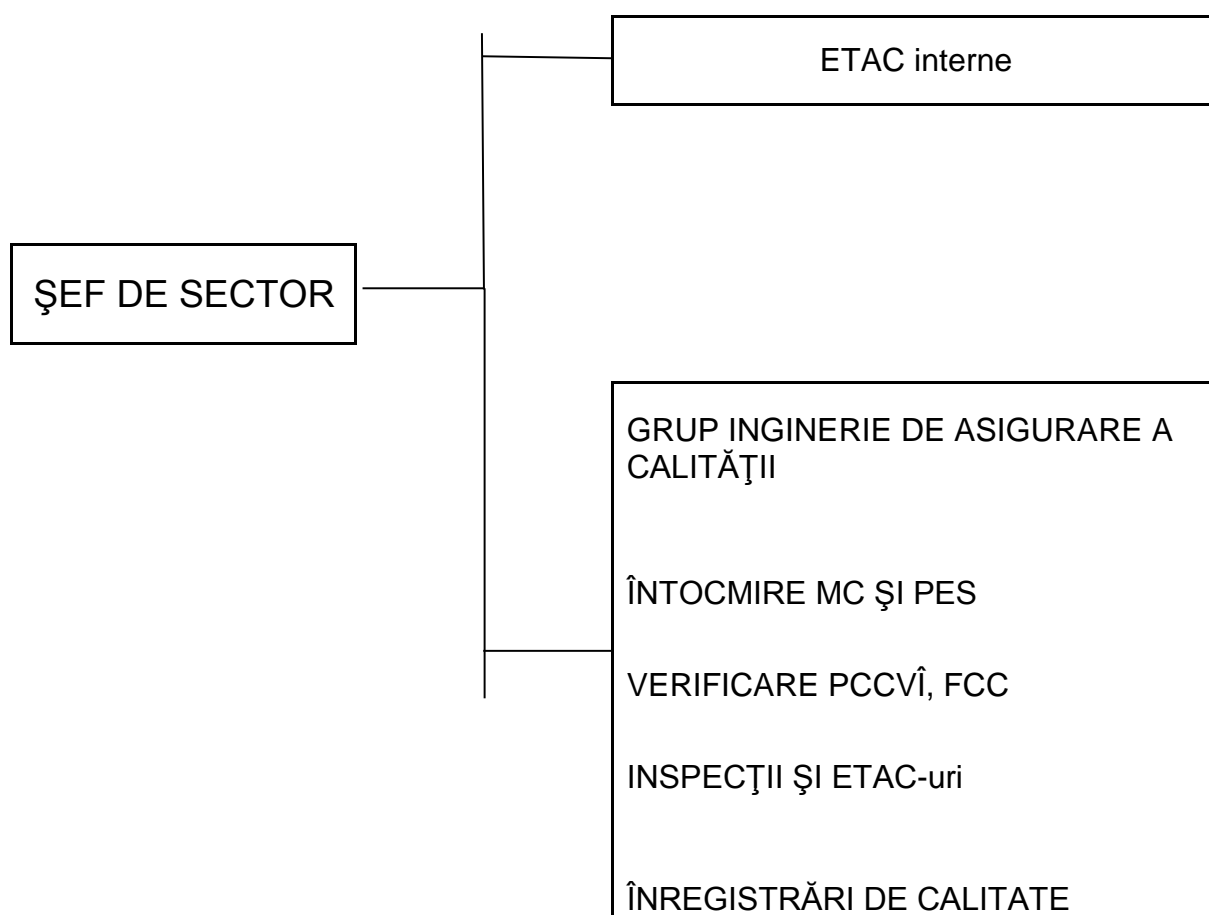 ETAC interne
ŞEF DE SECTOR
GRUP INGINERIE DE ASIGURARE A
CALITĂŢII
ÎNTOCMIRE MC ŞI PES
VERIFICARE PCCVÎ, FCC
INSPECŢII ŞI ETAC-uri
ÎNREGISTRĂRI DE CALITATE